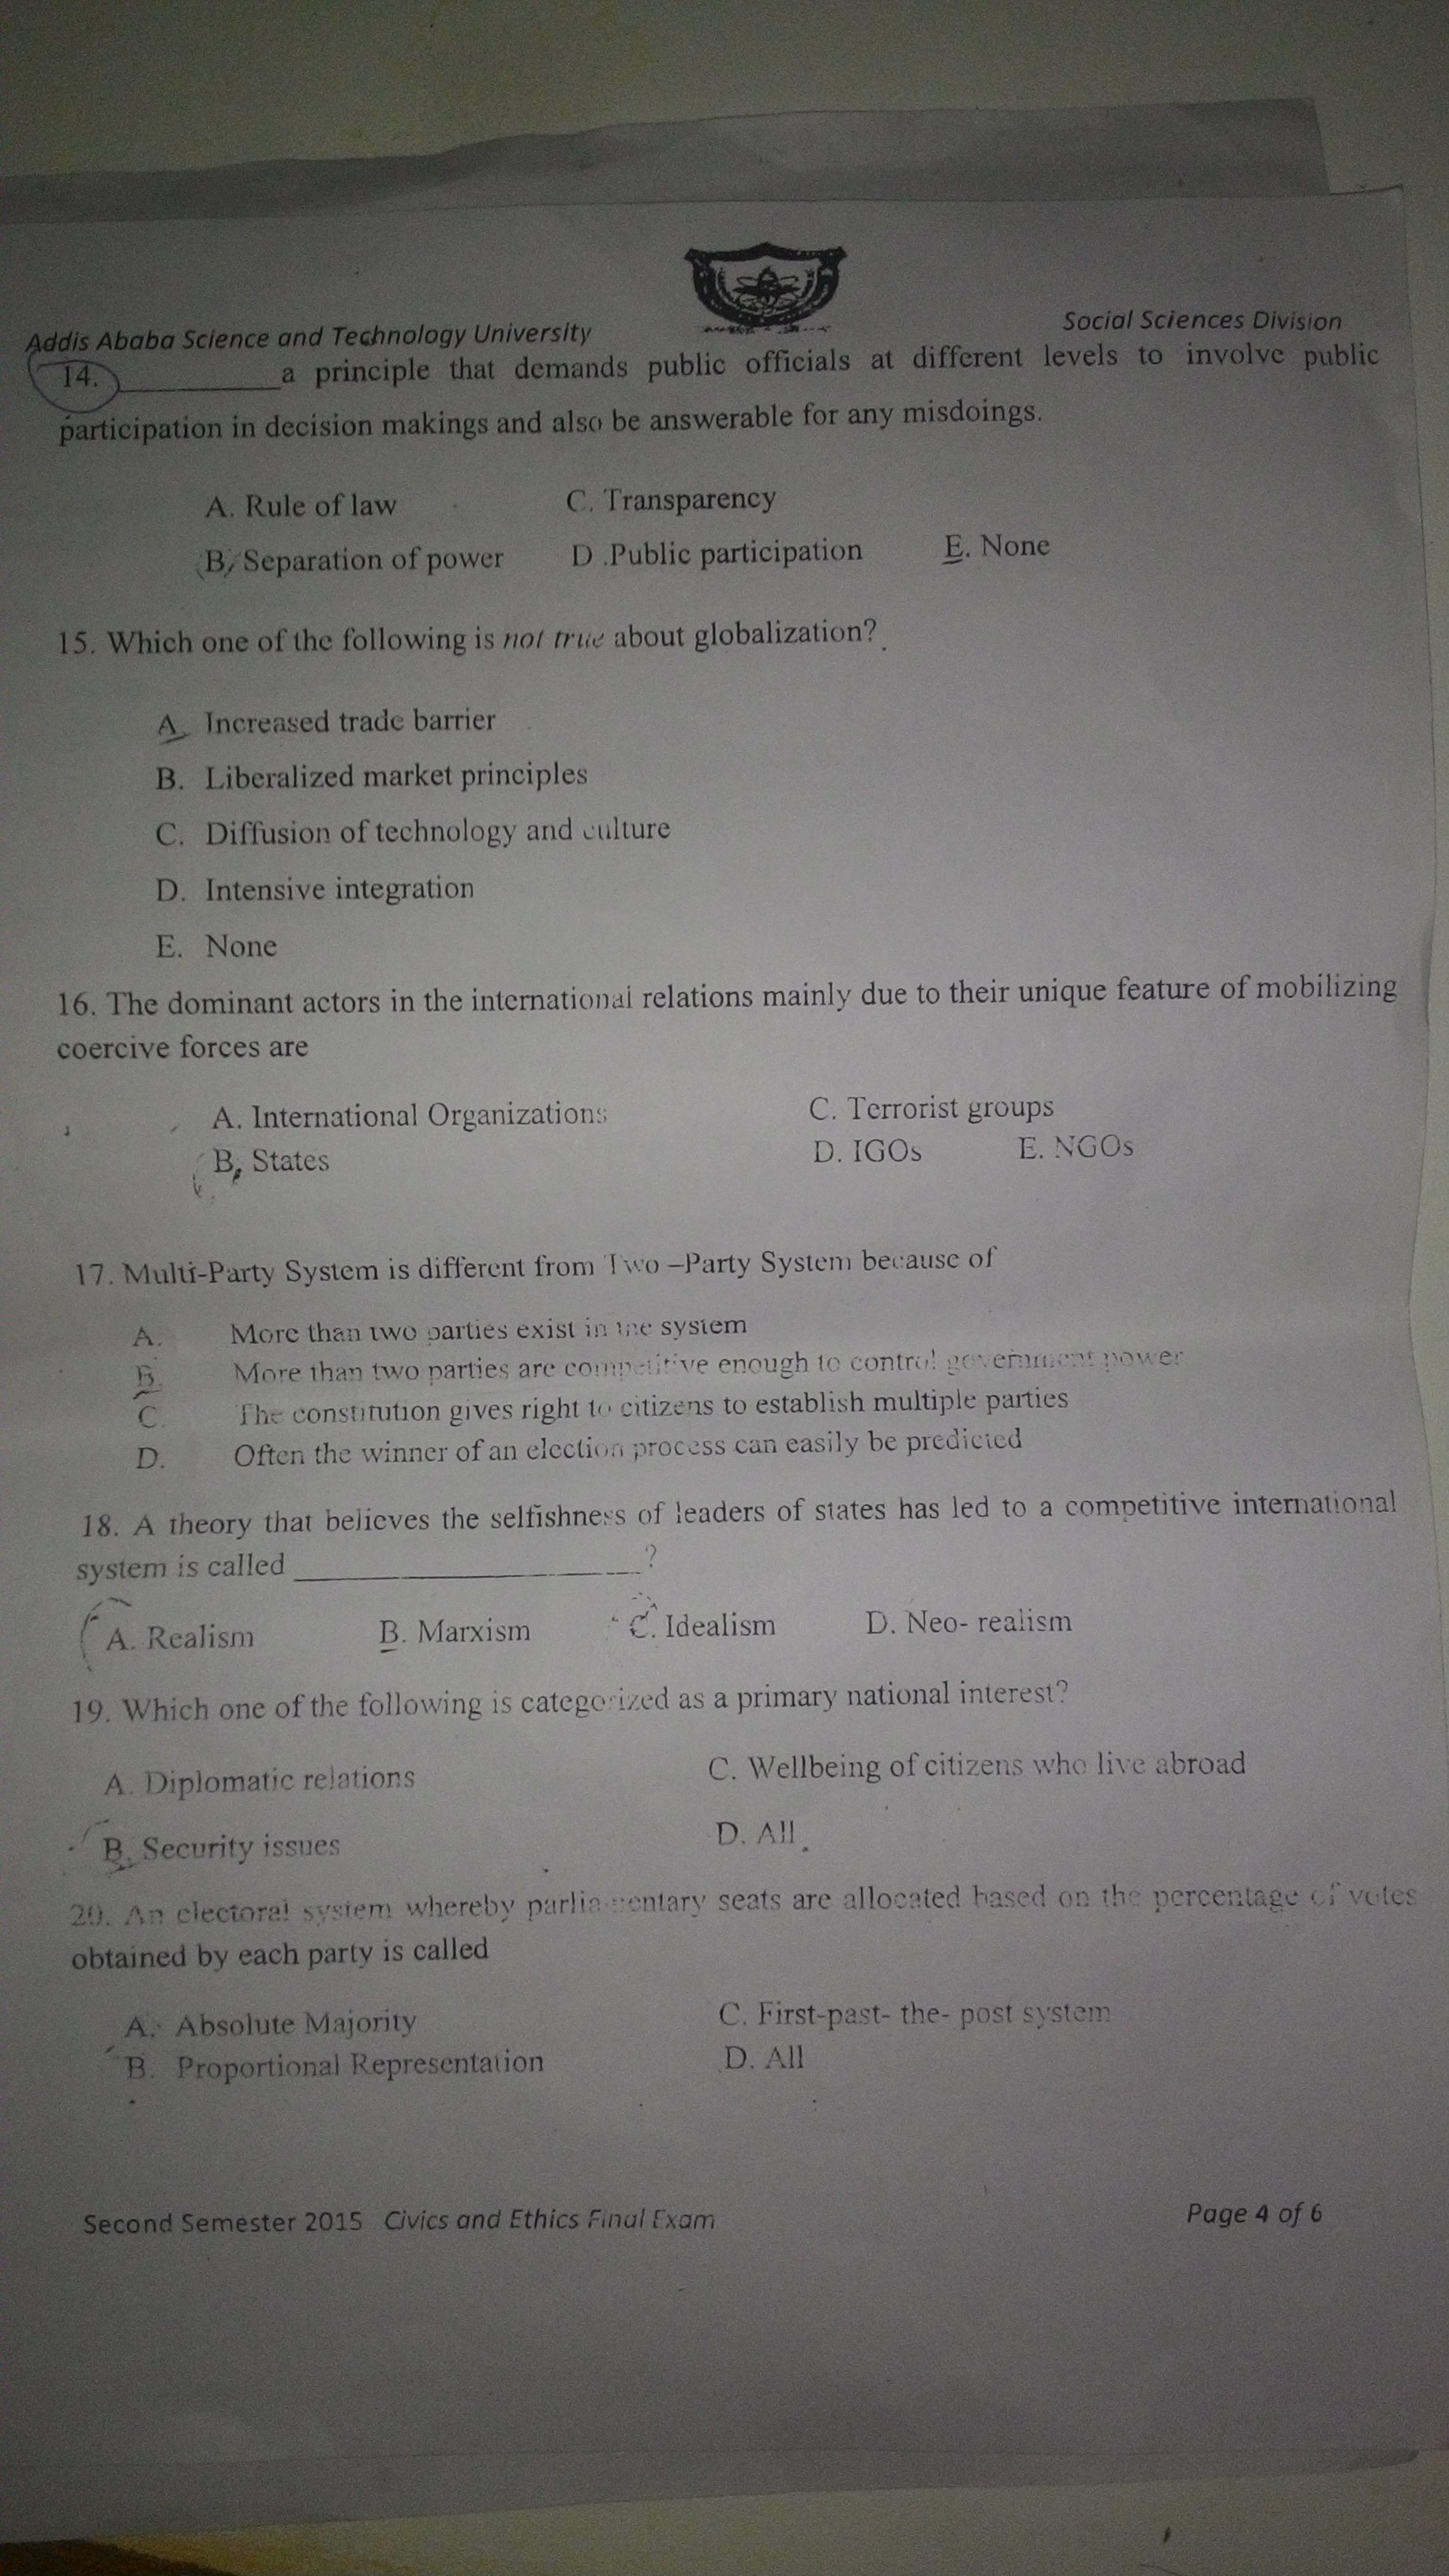 Addis Ababa Science and Technology University
Social Sciences Division
14. ____________a principle that demands public officials at different levels to involve public
participation in decision makings and also be answerable for any misdoings.
A. Rule of law C. Transparency
B. Separation of power D .Public participation E. None
15. Which one of the following is not true about globalization?
A. Increased trade barrier
B. Liberalized market principles
C. Diffusion of technology and culture
D. Intensive integration
E. None
16. The dominant actors in the international relations mainly due to their unique feature of mobilizing
coercive forces are
A. International Organizations C. Terrorist groups
B. States D. IGOs E. NGOs
17. Multi-Party System is different from Two –Party System because of
A. More than two parties exist in the system
B. More than two parties are competitive enough to control government power
C. The constitution gives right to citizens to establish multiple parties
D. Often the winner of an election process can easily be predicted
18. A theory that believes the selfishness of leaders of states has led to a competitive international
system is called _________________________?
A. Realism B. Marxism C. Idealism D. Neo- realism
19. Which one of the following is categorized as a primary national interest?
A. Diplomatic relations C. Wellbeing of citizens who live abroad
B. Security issues D. All
20. An electoral system whereby parliamentary seats are allocated based on the percentage of votes
obtained by each party is called
A. Absolute Majority C. First-past- the- post system
B. Proportional Representation D. All
Second Semester 2015 Civics and Ethics Final Exam Page 4 of 6